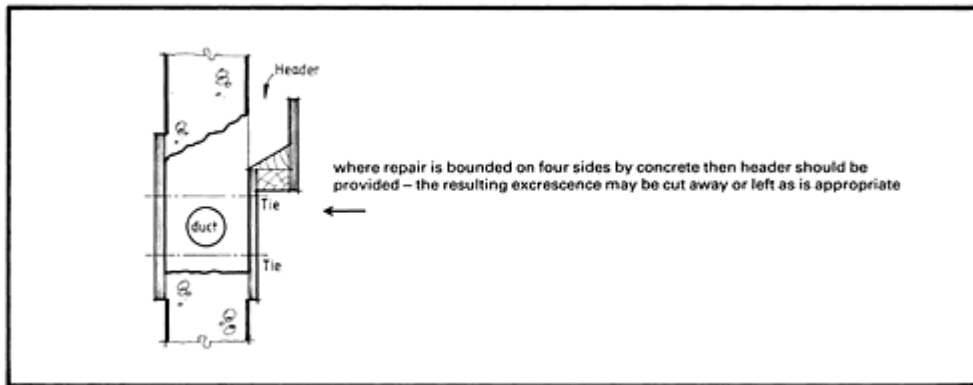 Header
where repair is bounded on four sides by concrete then header should be
provided – the resulting excrescence may be cut away or left as is appropriate
Tie
duct
Tie